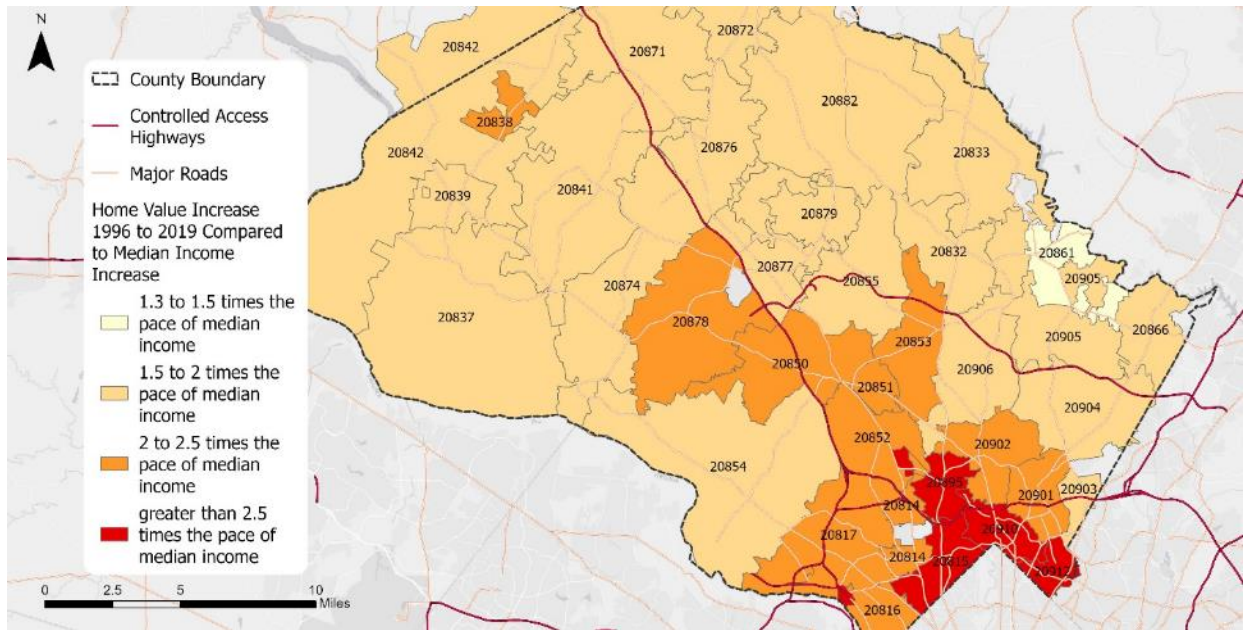 N
County Boundary
Controlled Access
Highways
Major Roads
Home Value Increase
1996 to 2019 Compared
to Median Income
Increase
1.3 to 1.5 times the
pace of median
income
1.5 to 2 times the
pace of median
income
2 to 2.5 times the
pace of median
income
greater than 2.5
times the pace of
median income
0 2.5 5 10
Miles
20842
20871
20872
20882
20838
20842
20876
20833
20839
20841
20879
20861
20832
20877
20905
20874
20855
20837
20878
20853
20905
20866
20850
20851
20906
20904
20852
20902
20854
20895
20901
20903
20814
20817
20910
20814
20815
20912
20816